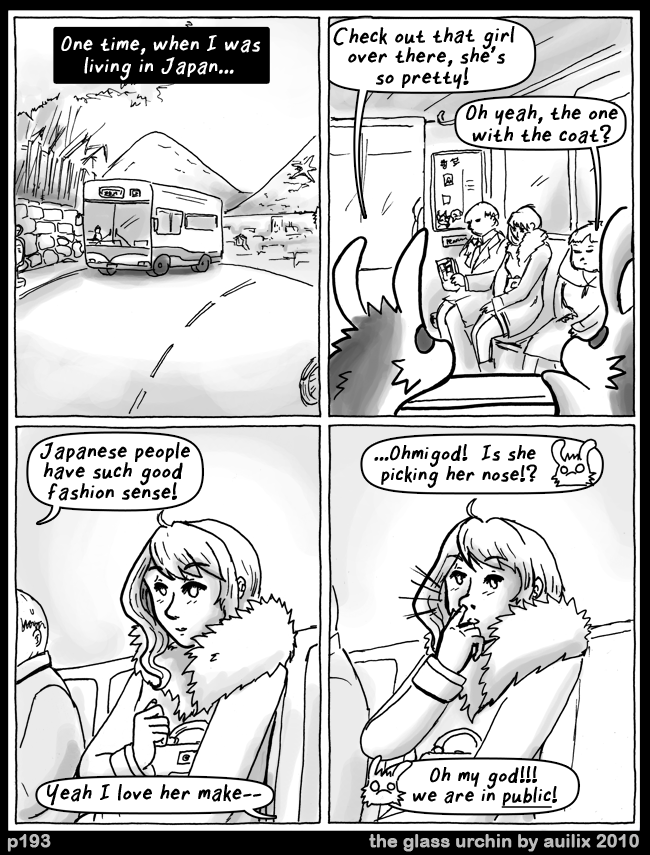 One time, when I was
living in Japan...
Check out that girl
over there, she's
so pretty!
Oh yeah, the one
with the coat?
Japanese people
have such good
fashion sense!
Yeah I love her make--
...Ohmigod! Is she
picking her nose!?
Oh my god!!!
we are in public!
p193
the glass urchin by auilix 2010